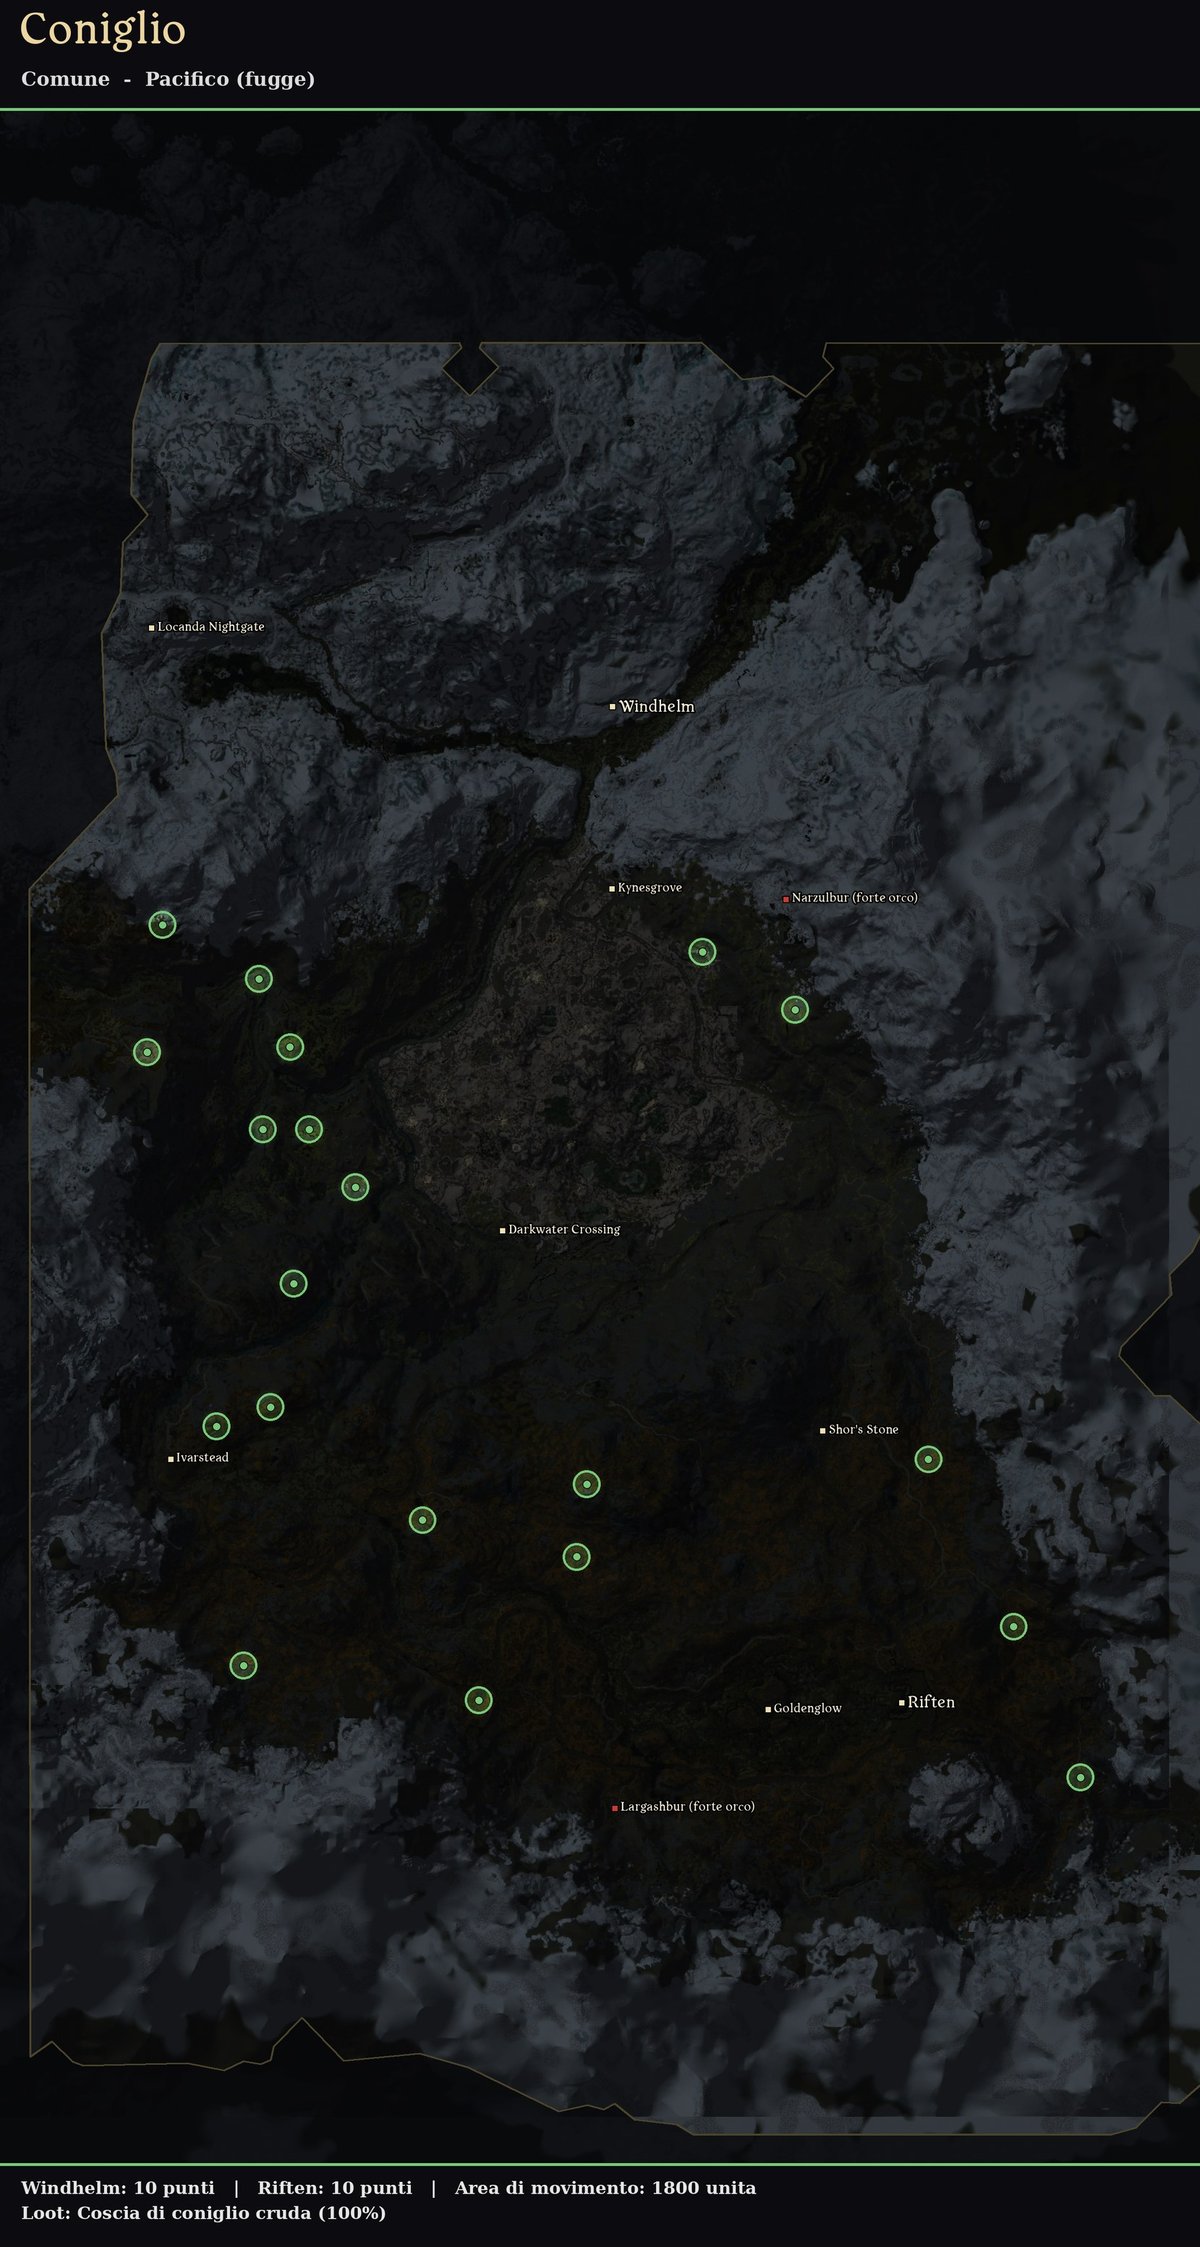 Coniglio
Comune - Pacifico (fugge)
Locanda Nightgate
Windhelm
Kynesgrove
Narzulbur (forte orco)
Darkwater Crossing
Shor's Stone
Ivarstead
Riften
Goldenglow
Largashbur (forte orco)
Windhelm: 10 punti | Riften: 10 punti | Area di movimento: 1800 unita
Loot: Coscia di coniglio cruda (100%)